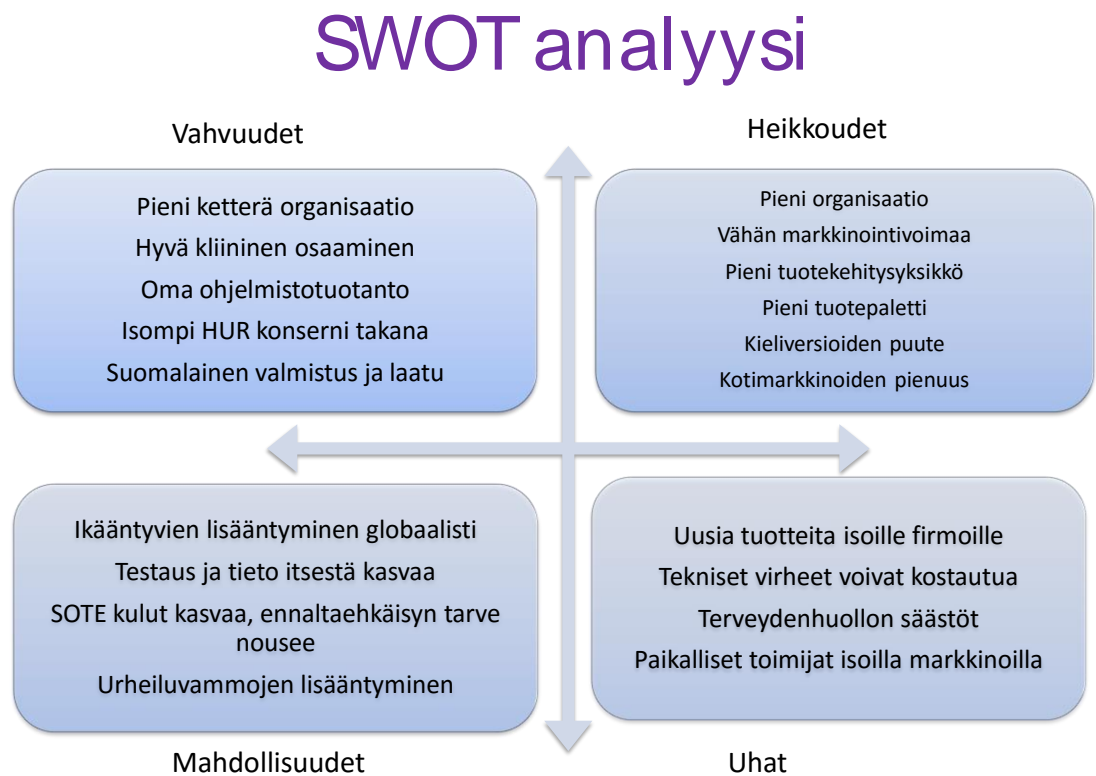 SWOT analyysi
Vahvuudet
Pieni ketterä organisaatio
Hyvä kliininen osaaminen
Oma ohjelmistotuotanto
Isompi HUR konserni takana
Suomalainen valmistus ja laatu
Heikkoudet
Pieni organisaatio
Vähän markkinointivoimaa
Pieni tuotekehitysyksikkö
Pieni tuotepaletti
Kieliversioiden puute
Kotimarkkinoiden pienuus
Ikääntyvien lisääntyminen globaalisti
Testaus ja tieto itsestä kasvaa
SOTE kulut kasvaa, ennaltaehkäisyn tarve
nousee
Urheiluvammojen lisääntyminen
Mahdollisuudet
Uusia tuotteita isoille firmoille
Tekniset virheet voivat kostautua
Terveydenhuollon säästöt
Paikalliset toimijat isoilla markkinoilla
Uhat